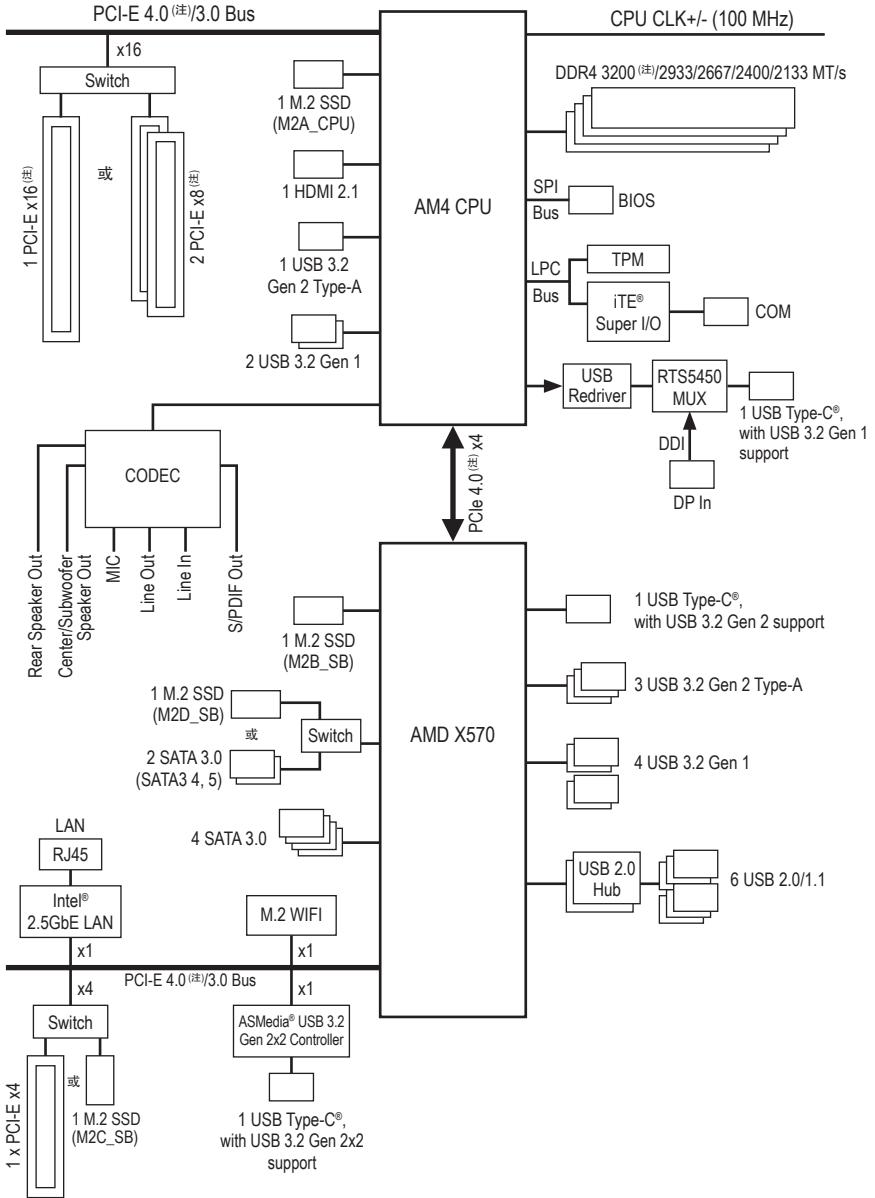 PCI-E 4.0 (注)/3.0 Bus
CPU CLK+/- (100 MHz)
x16
Switch
1 PCI-E x16 (注)
或
2 PCI-E x8 (注)
1 M.2 SSD
(M2A_CPU)
1 HDMI 2.1
1 USB 3.2
Gen 2 Type-A
2 USB 3.2 Gen 1
AM4 CPU
DDR4 3200 (注)/2933/2667/2400/2133 MT/s
SPI
Bus
BIOS
LPC
Bus
TPM
iTE®
Super I/O
COM
USB
Redriver
RTS5450
MUX
1 USB Type-C®,
with USB 3.2 Gen 1
support
DDI
DP In
PCIe 4.0 (注) x4
CODEC
Rear Speaker Out
Center/Subwoofer
Speaker Out
MIC
Line Out
Line In
S/PDIF Out
1 M.2 SSD
(M2B_SB)
1 M.2 SSD
(M2D_SB)
或
2 SATA 3.0
(SATA3 4, 5)
Switch
4 SATA 3.0
AMD X570
1 USB Type-C®,
with USB 3.2 Gen 2 support
3 USB 3.2 Gen 2 Type-A
4 USB 3.2 Gen 1
USB 2.0
Hub
6 USB 2.0/1.1
LAN
RJ45
Intel®
2.5GbE LAN
x1
M.2 WIFI
x1
PCI-E 4.0 (注)/3.0 Bus
x4
Switch
1 x PCI-E x4
或
1 M.2 SSD
(M2C_SB)
x1
ASMedia® USB 3.2
Gen 2x2 Controller
1 USB Type-C®,
with USB 3.2 Gen 2x2
support